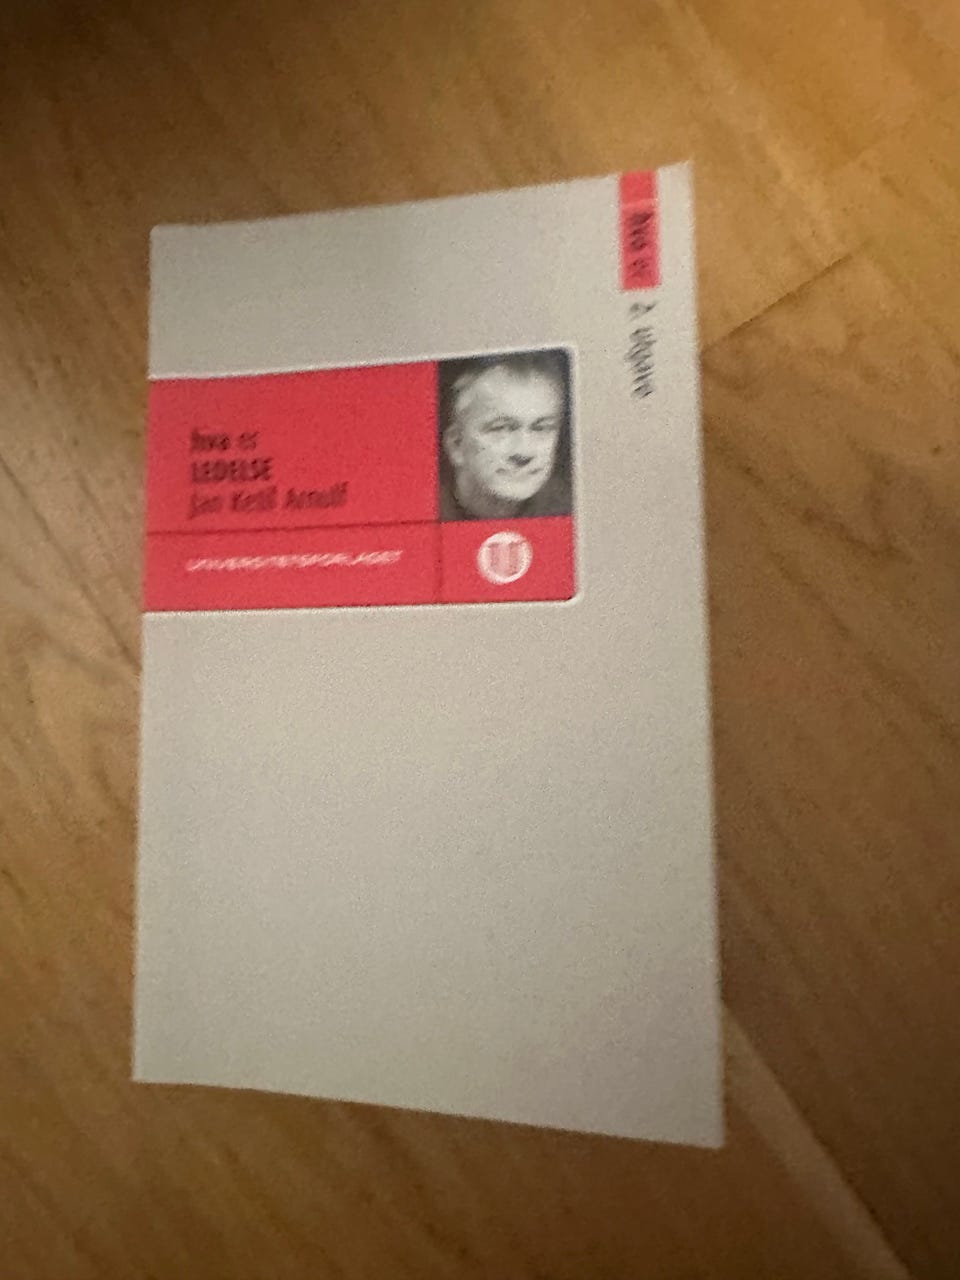 hva er
LEDELSE
Jan Ketil Arnulf
UNIVERSITETSFORLAGET
U
hva er
2. utgave